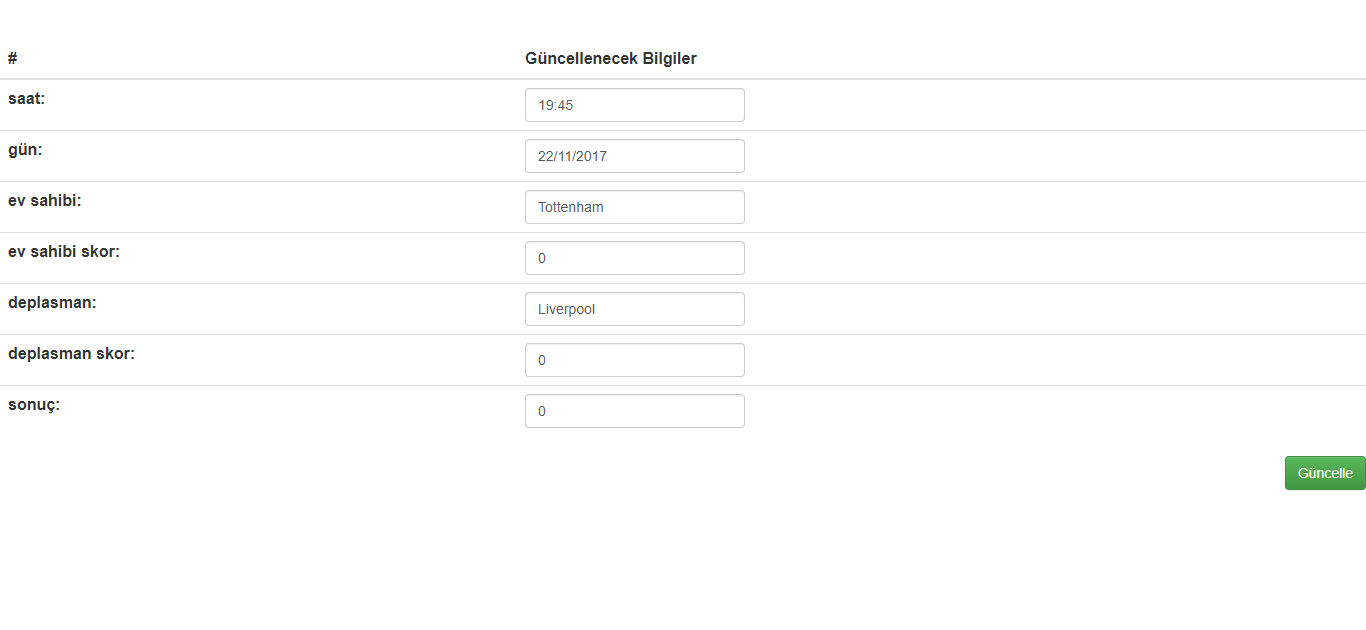 # Güncellenecek Bilgiler
saat: 19:45
gün: 22/11/2017
ev sahibi: Tottenham
ev sahibi skor: 0
deplasman: Liverpool
deplasman skor: 0
sonuç: 0
Güncelle